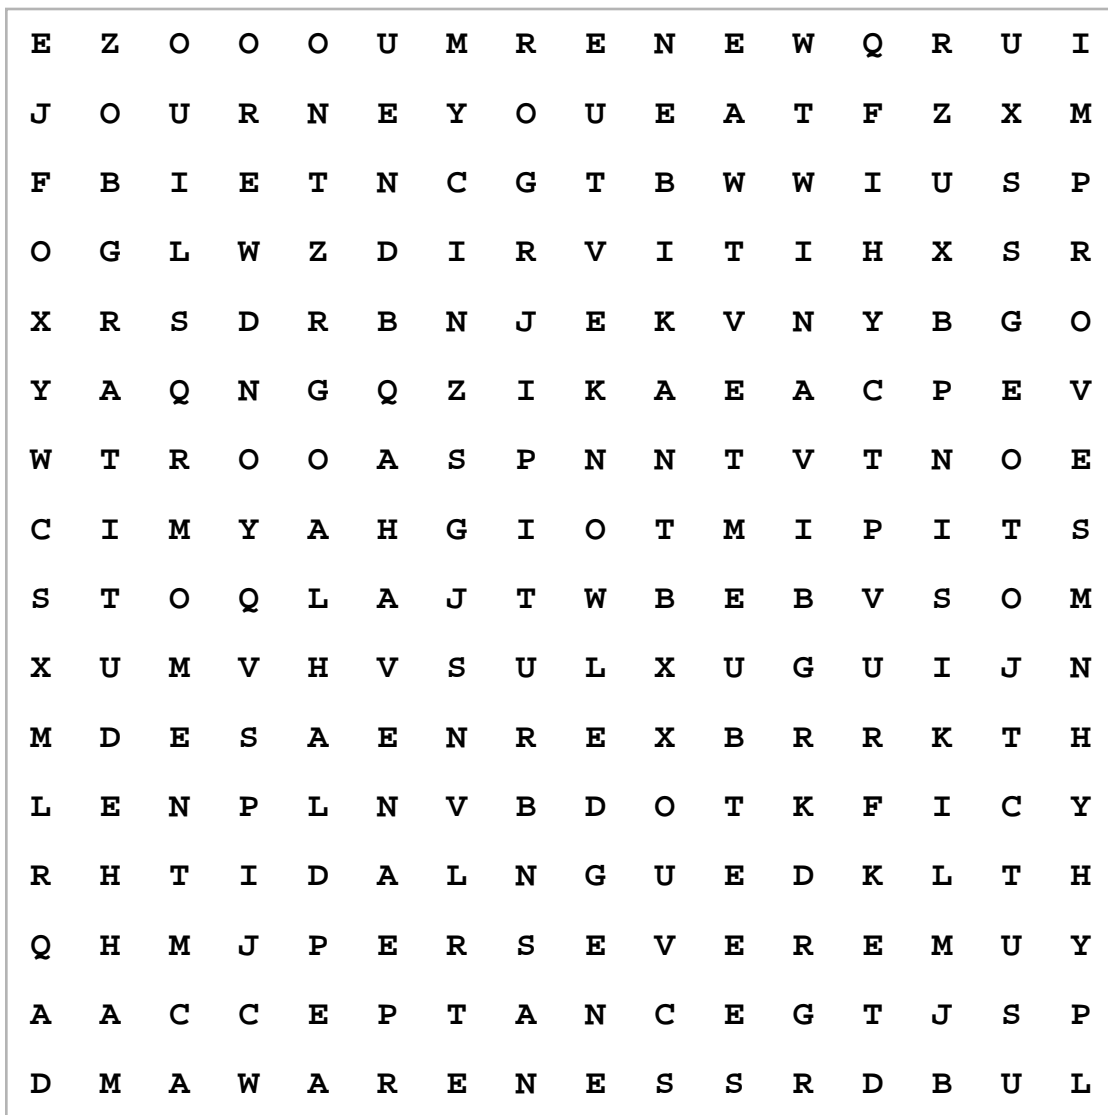 E Z O O O U M R E N E W Q R U I
J O U R N E Y O U E A T F Z X M
F B I E T N C G T B W W I U S P
O G L W Z D I R V I T I H X S R
X R S D R B N J E K V N Y B G O
Y A Q N G Q Z I K A E A C P E V
W T R O O A S P N N T V T N O E
C I M Y A H G I O T M I P I T S
S T O Q L A J T W B E B V S O M
X U M V H V S U L X U G U I J N
M D E S A E N R E X B R R K T H
L E N P L N V B D O T K F I C Y
R H T I D A L N G U E D K L T H
Q H M J P E R S E V E R E M U Y
A A C C E P T A N C E G T J S P
D M A W A R E N E S S R D B U L